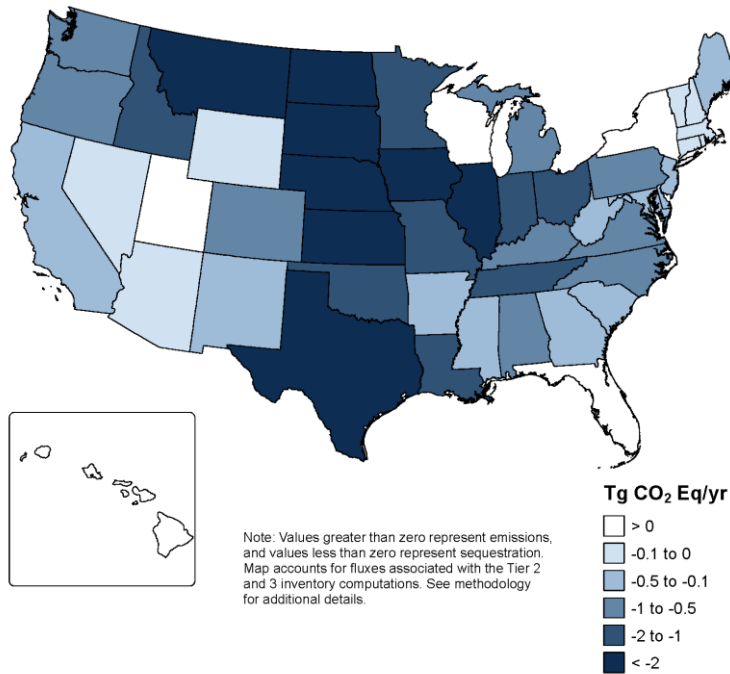 Note: Values greater than zero represent emissions,
and values less than zero represent sequestration.
Map accounts for fluxes associated with the Tier 2
and 3 inventory computations. See methodology
for additional details.
Tg CO₂ Eq/yr
> 0
-0.1 to 0
-0.5 to -0.1
-1 to -0.5
-2 to -1
< -2